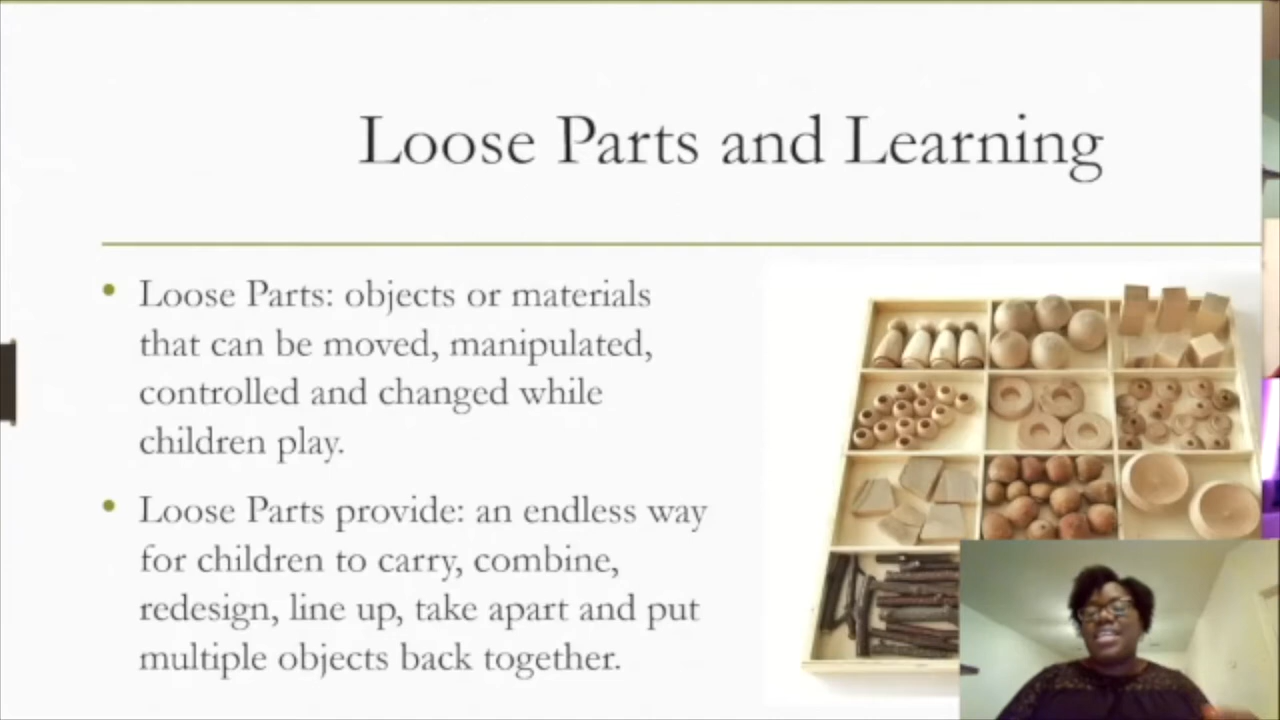 Loose Parts and Learning
Loose Parts: objects or materials
that can be moved, manipulated,
controlled and changed while
children play.
Loose Parts provide: an endless way
for children to carry, combine,
redesign, line up, take apart and put
multiple objects back together.